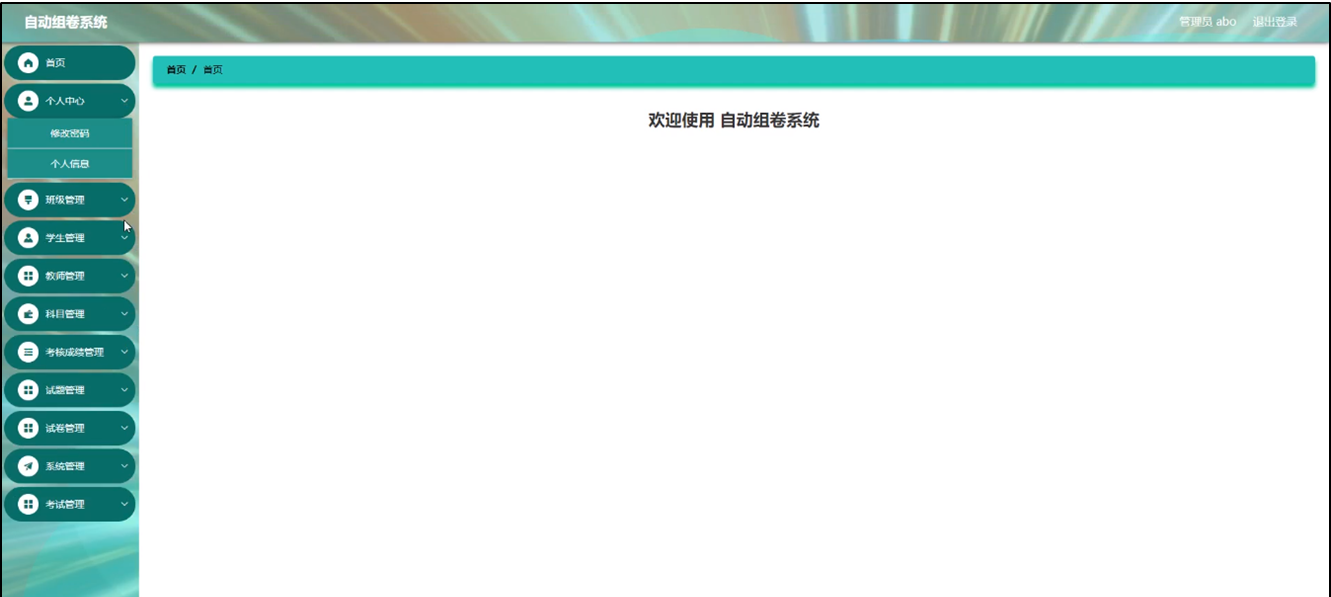 自动组卷系统
管理员 abo 退出登录
首页
个人中心
修改密码
个人信息
班级管理
学生管理
教师管理
科目管理
考核成绩管理
试题管理
试卷管理
系统管理
考试管理
首页 / 首页
欢迎使用 自动组卷系统